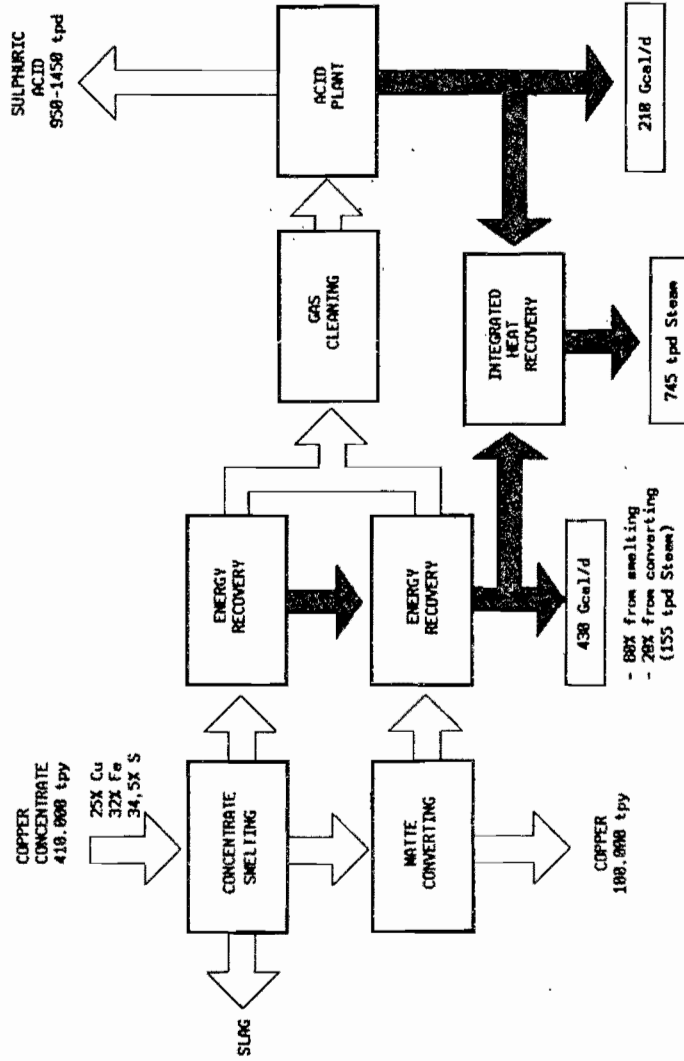 SULPHURIC
ACID
950-1450 tpd
ACID
PLANT
210 Gcal/d
GAS
CLEANING
INTEGRATED
HEAT
RECOVERY
745 tpd Steam
ENERGY
RECOVERY
ENERGY
RECOVERY
430 Gcal/d
- 80% from smelting
- 20% from converting
(155 tpd Steam)
COPPER
CONCENTRATE
410.000 tpy
25% Cu
32% Fe
34,5% S
CONCENTRATE
SMELTING
MATTE
CONVERTING
COPPER
100.000 tpy
SLAG